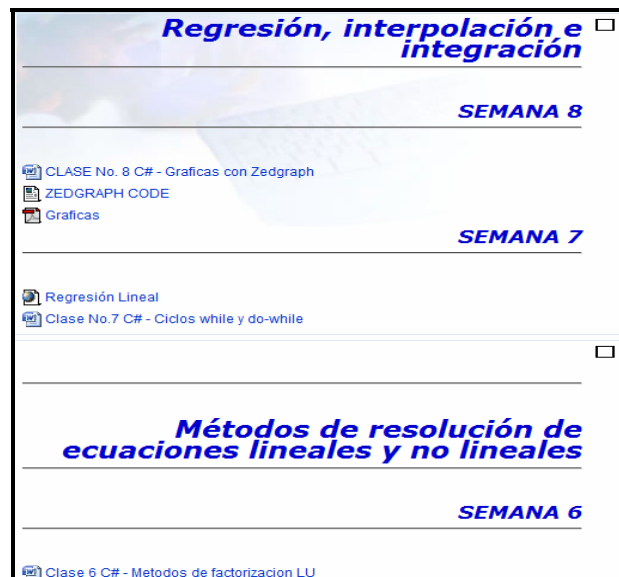 Regresión, interpolación e
integración
SEMANA 8
CLASE No. 8 C# - Graficas con Zedgraph
ZEDGRAPH CODE
Graficas
SEMANA 7
Regresión Lineal
Clase No.7 C# - Ciclos while y do-while
Métodos de resolución de
ecuaciones lineales y no lineales
SEMANA 6
Clase 6 C# - Metodos de factorizacion LU